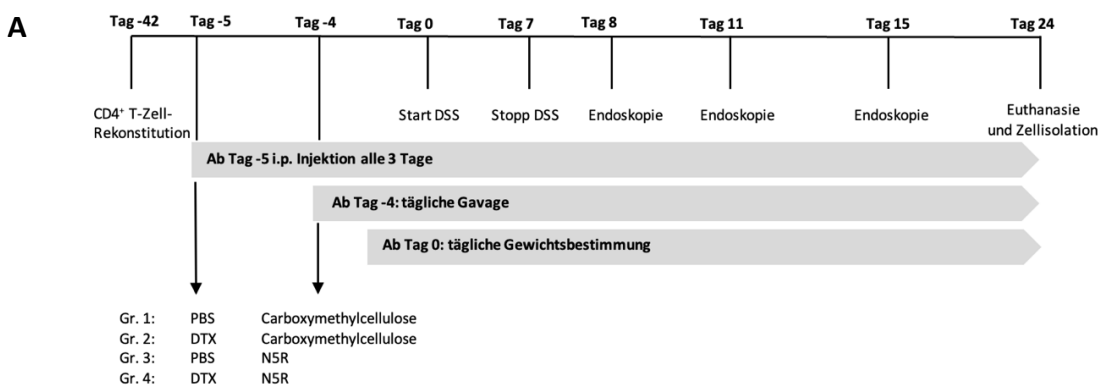 A
Tag -42 Tag -5 Tag -4 Tag 0 Tag 7 Tag 8 Tag 11 Tag 15 Tag 24
CD4⁺ T-Zell-
Rekonstitution
Start DSS Stopp DSS Endoskopie Endoskopie Endoskopie
Euthanasie
und Zellisolation
Ab Tag -5 i.p. Injektion alle 3 Tage
Ab Tag -4: tägliche Gavage
Ab Tag 0: tägliche Gewichtsbestimmung
Gr. 1: PBS Carboxymethylcellulose
Gr. 2: DTX Carboxymethylcellulose
Gr. 3: PBS N5R
Gr. 4: DTX N5R